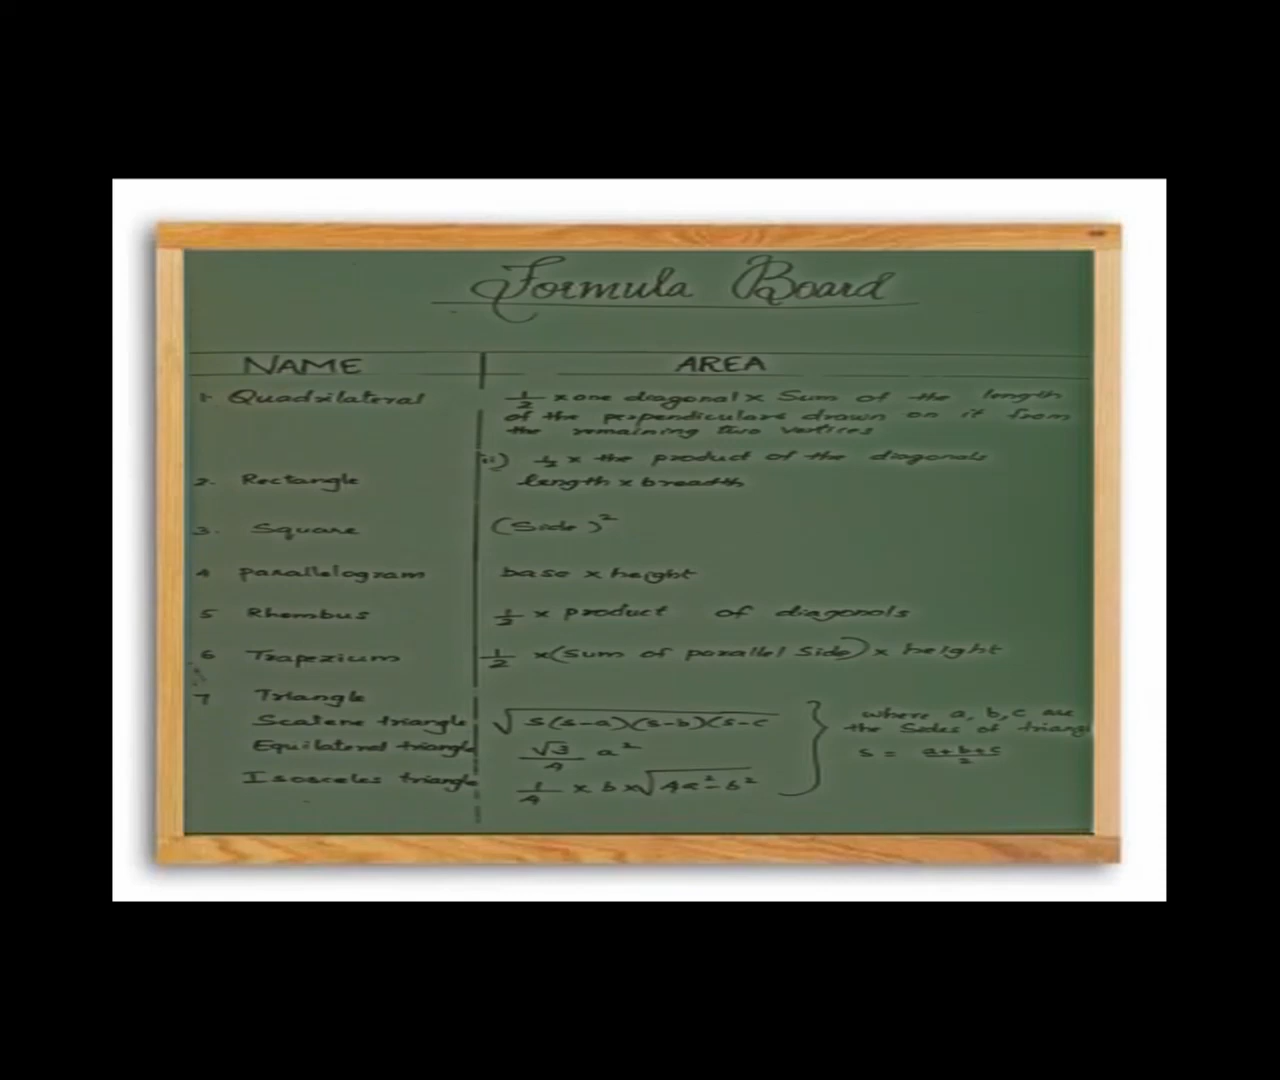 Formula Board
NAME AREA
1. Quadrilateral 1/2 x one diagonal x Sum of the length
of the perpendiculars drawn on it from
the remaining two vertices
ii) 1/2 x the product of the diagonals
2. Rectangle length x breadth
3. Square (Side)²
4 parallelogram base x height
5 Rhombus 1/2 x product of diagonals
6 Trapezium 1/2 x (Sum of parallel Side) x height
7 Triangle
Scalene triangle √s(s-a)(s-b)(s-c where a, b, c are
the Sides of triangl
Equilateral triangle √3/4 a² s = a+b+c/2
Isosceles triangle 1/4 x b x √4a²-b²